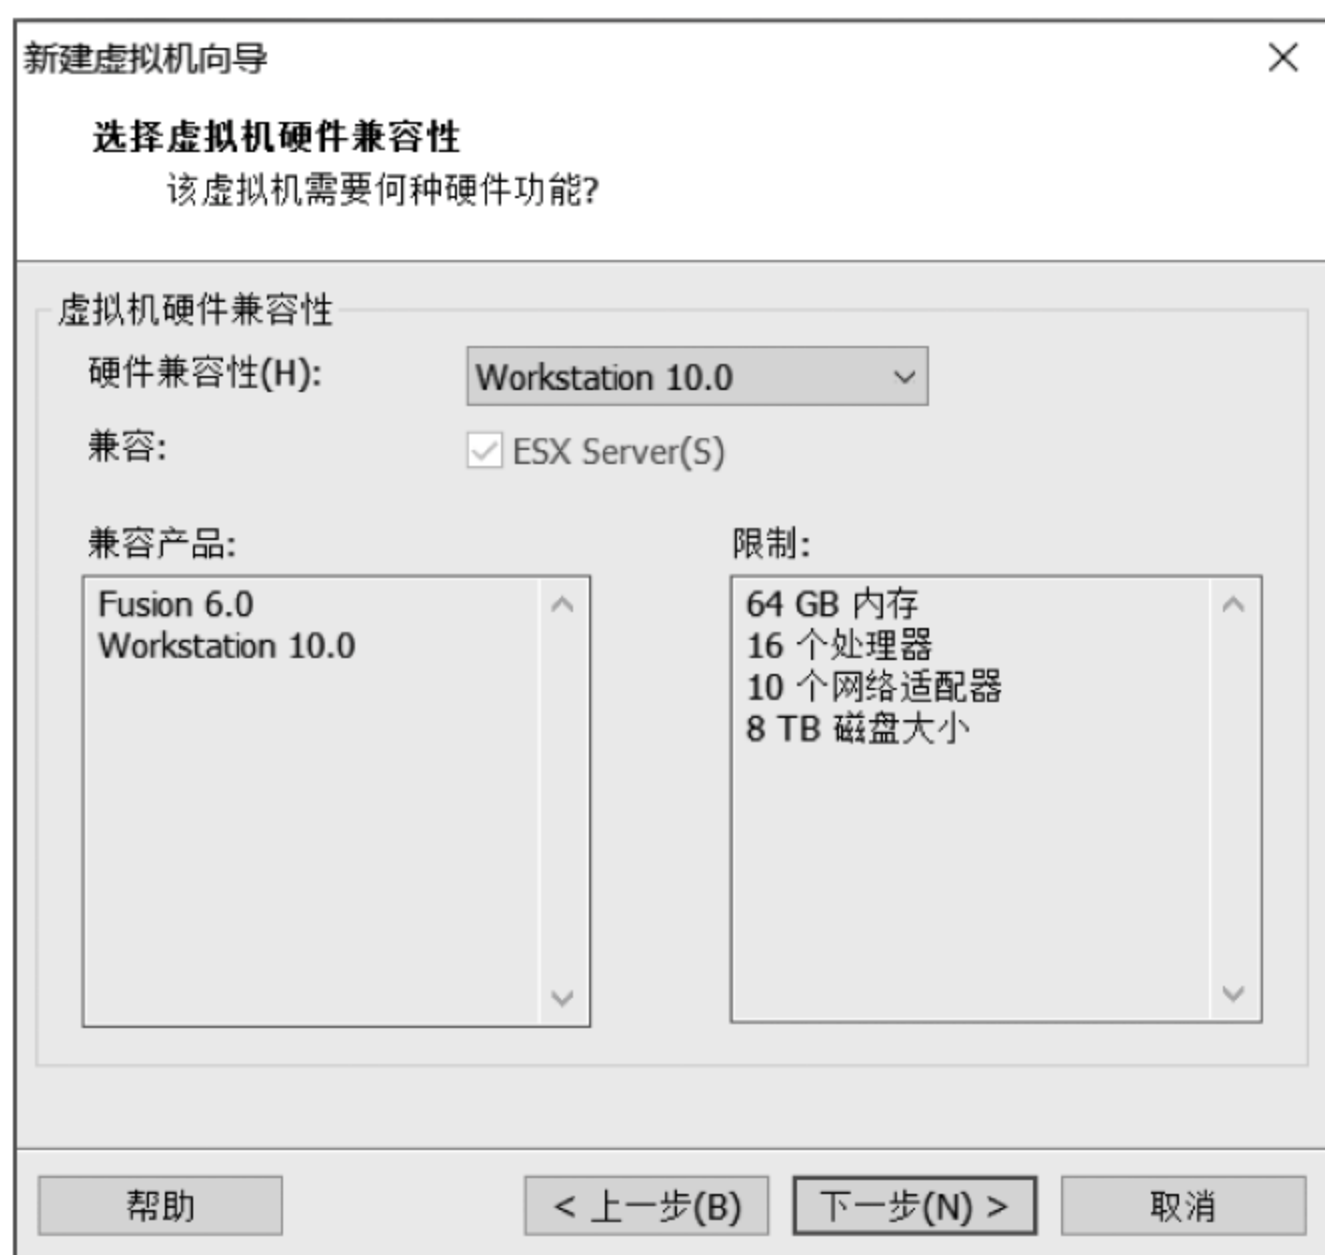 新建虚拟机向导
选择虚拟机硬件兼容性
该虚拟机需要何种硬件功能?
虚拟机硬件兼容性
硬件兼容性(H):
Workstation 10.0
兼容:
ESX Server(S)
兼容产品:
Fusion 6.0
Workstation 10.0
限制:
64 GB 内存
16 个处理器
10 个网络适配器
8 TB 磁盘大小
帮助
< 上一步(B)
下一步(N) >
取消